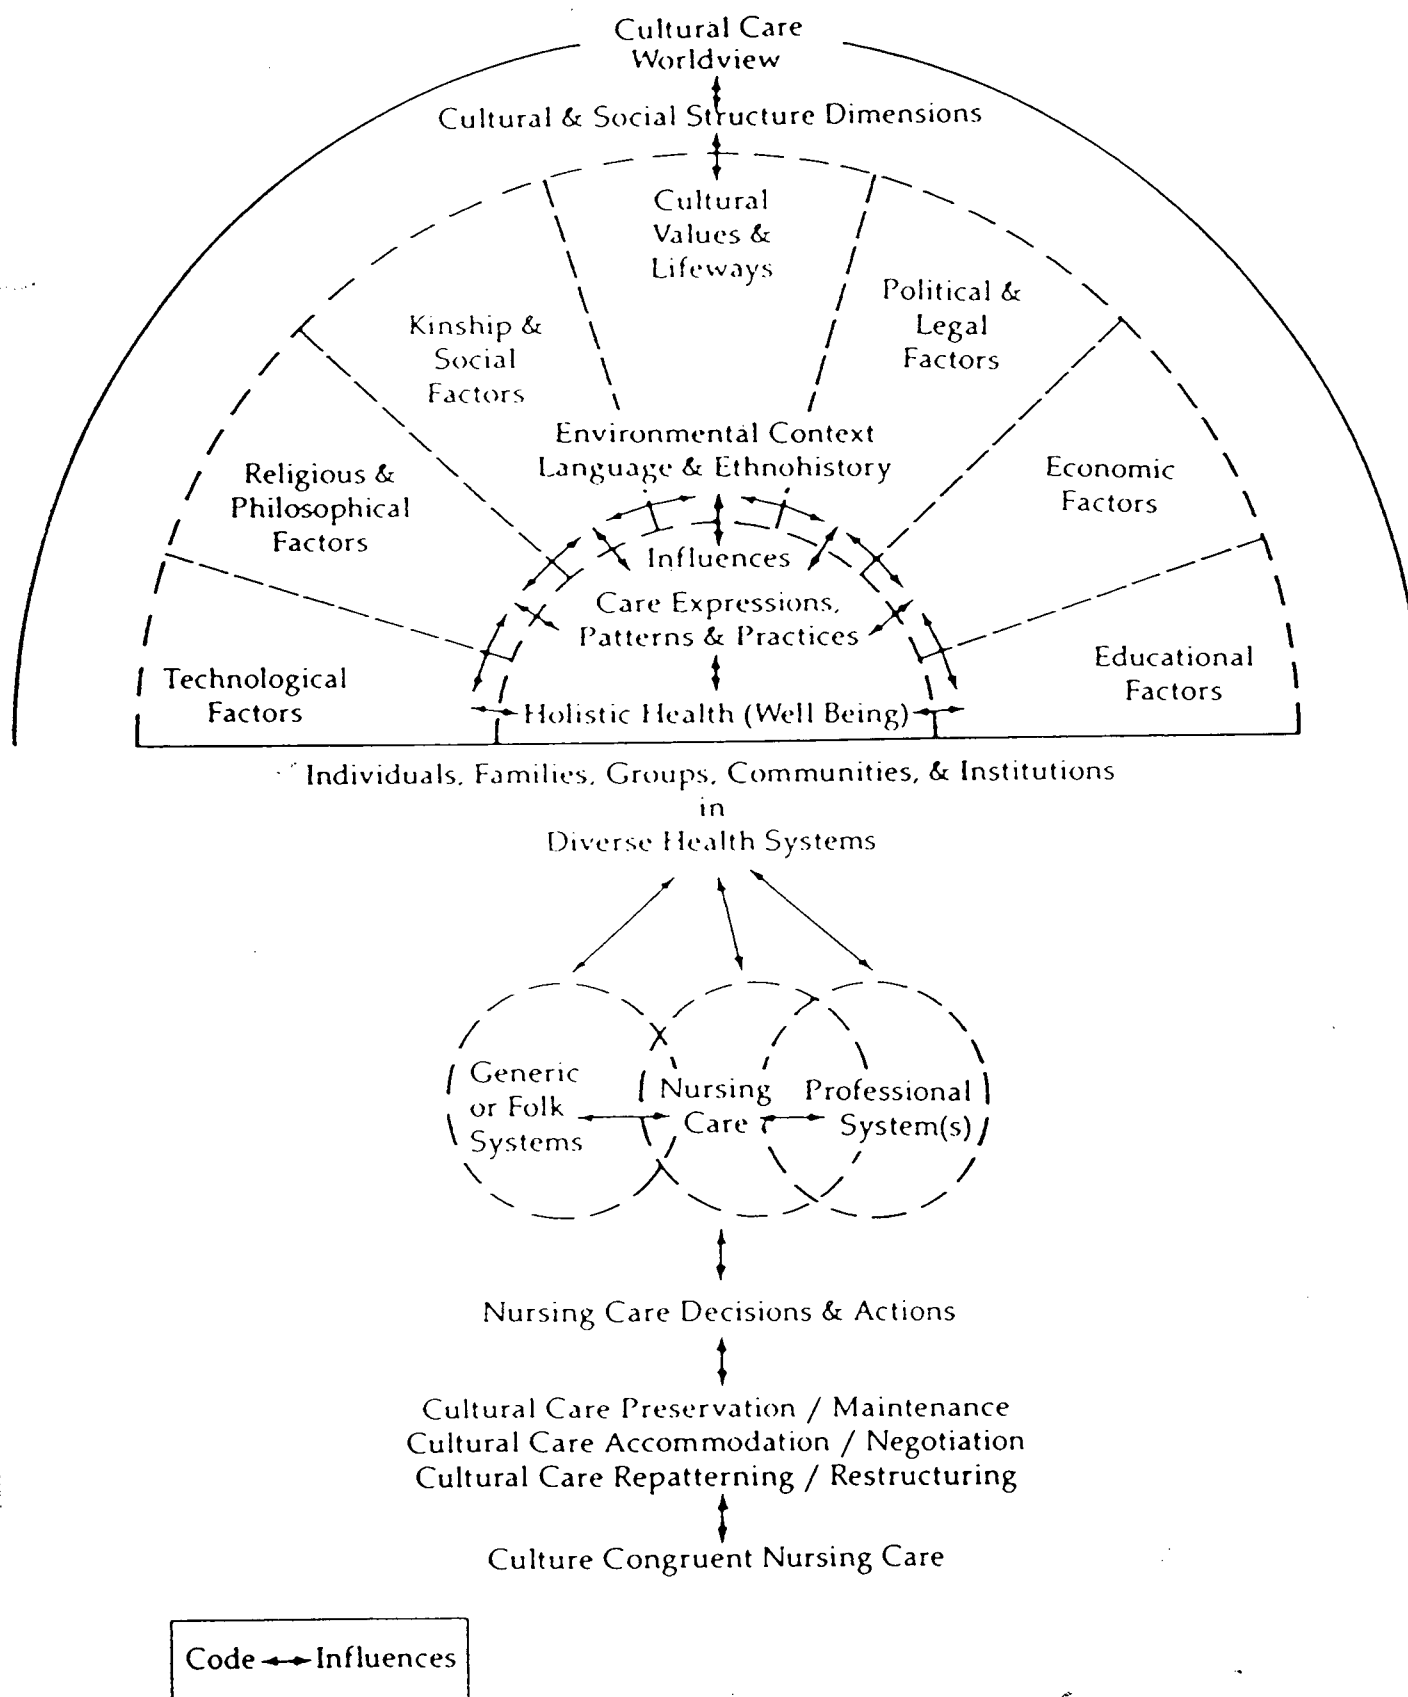 Cultural Care
Worldview
Cultural & Social Structure Dimensions
Cultural
Values &
Lifeways
Kinship &
Social
Factors
Political &
Legal
Factors
Religious &
Philosophical
Factors
Economic
Factors
Technological
Factors
Educational
Factors
Environmental Context
Language & Ethnohistory
Influences
Care Expressions,
Patterns & Practices
Holistic Health (Well Being)
Individuals, Families, Groups, Communities, & Institutions
in
Diverse Health Systems
Generic
or Folk
Systems
Nursing
Care
Professional
System(s)
Nursing Care Decisions & Actions
Cultural Care Preservation / Maintenance
Cultural Care Accommodation / Negotiation
Cultural Care Repatterning / Restructuring
Culture Congruent Nursing Care
Code ↔ Influences